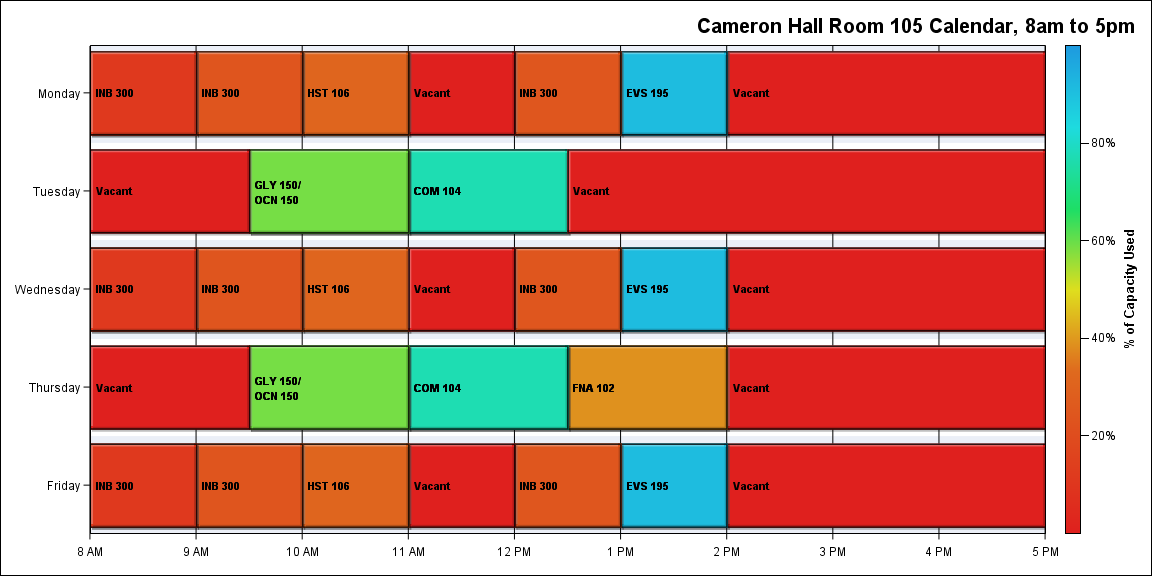 Cameron Hall Room 105 Calendar, 8am to 5pm
Monday
INB 300
INB 300
HST 106
Vacant
INB 300
EVS 195
Vacant
Tuesday
Vacant
GLY 150/
OCN 150
COM 104
Vacant
Wednesday
INB 300
INB 300
HST 106
Vacant
INB 300
EVS 195
Vacant
Thursday
Vacant
GLY 150/
OCN 150
COM 104
FNA 102
Vacant
Friday
INB 300
INB 300
HST 106
Vacant
INB 300
EVS 195
Vacant
8 AM
9 AM
10 AM
11 AM
12 PM
1 PM
2 PM
3 PM
4 PM
5 PM
80%
60%
40%
20%
% of Capacity Used